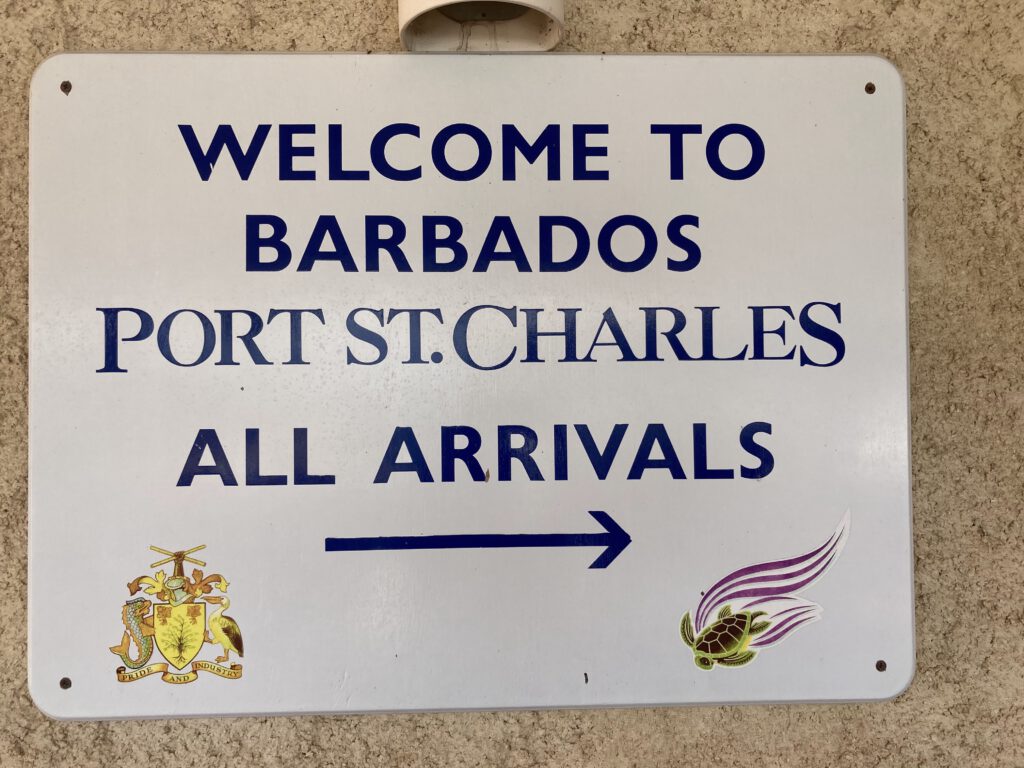 WELCOME TO
BARBADOS
PORT ST. CHARLES
ALL ARRIVALS
PRIDE AND INDUSTRY